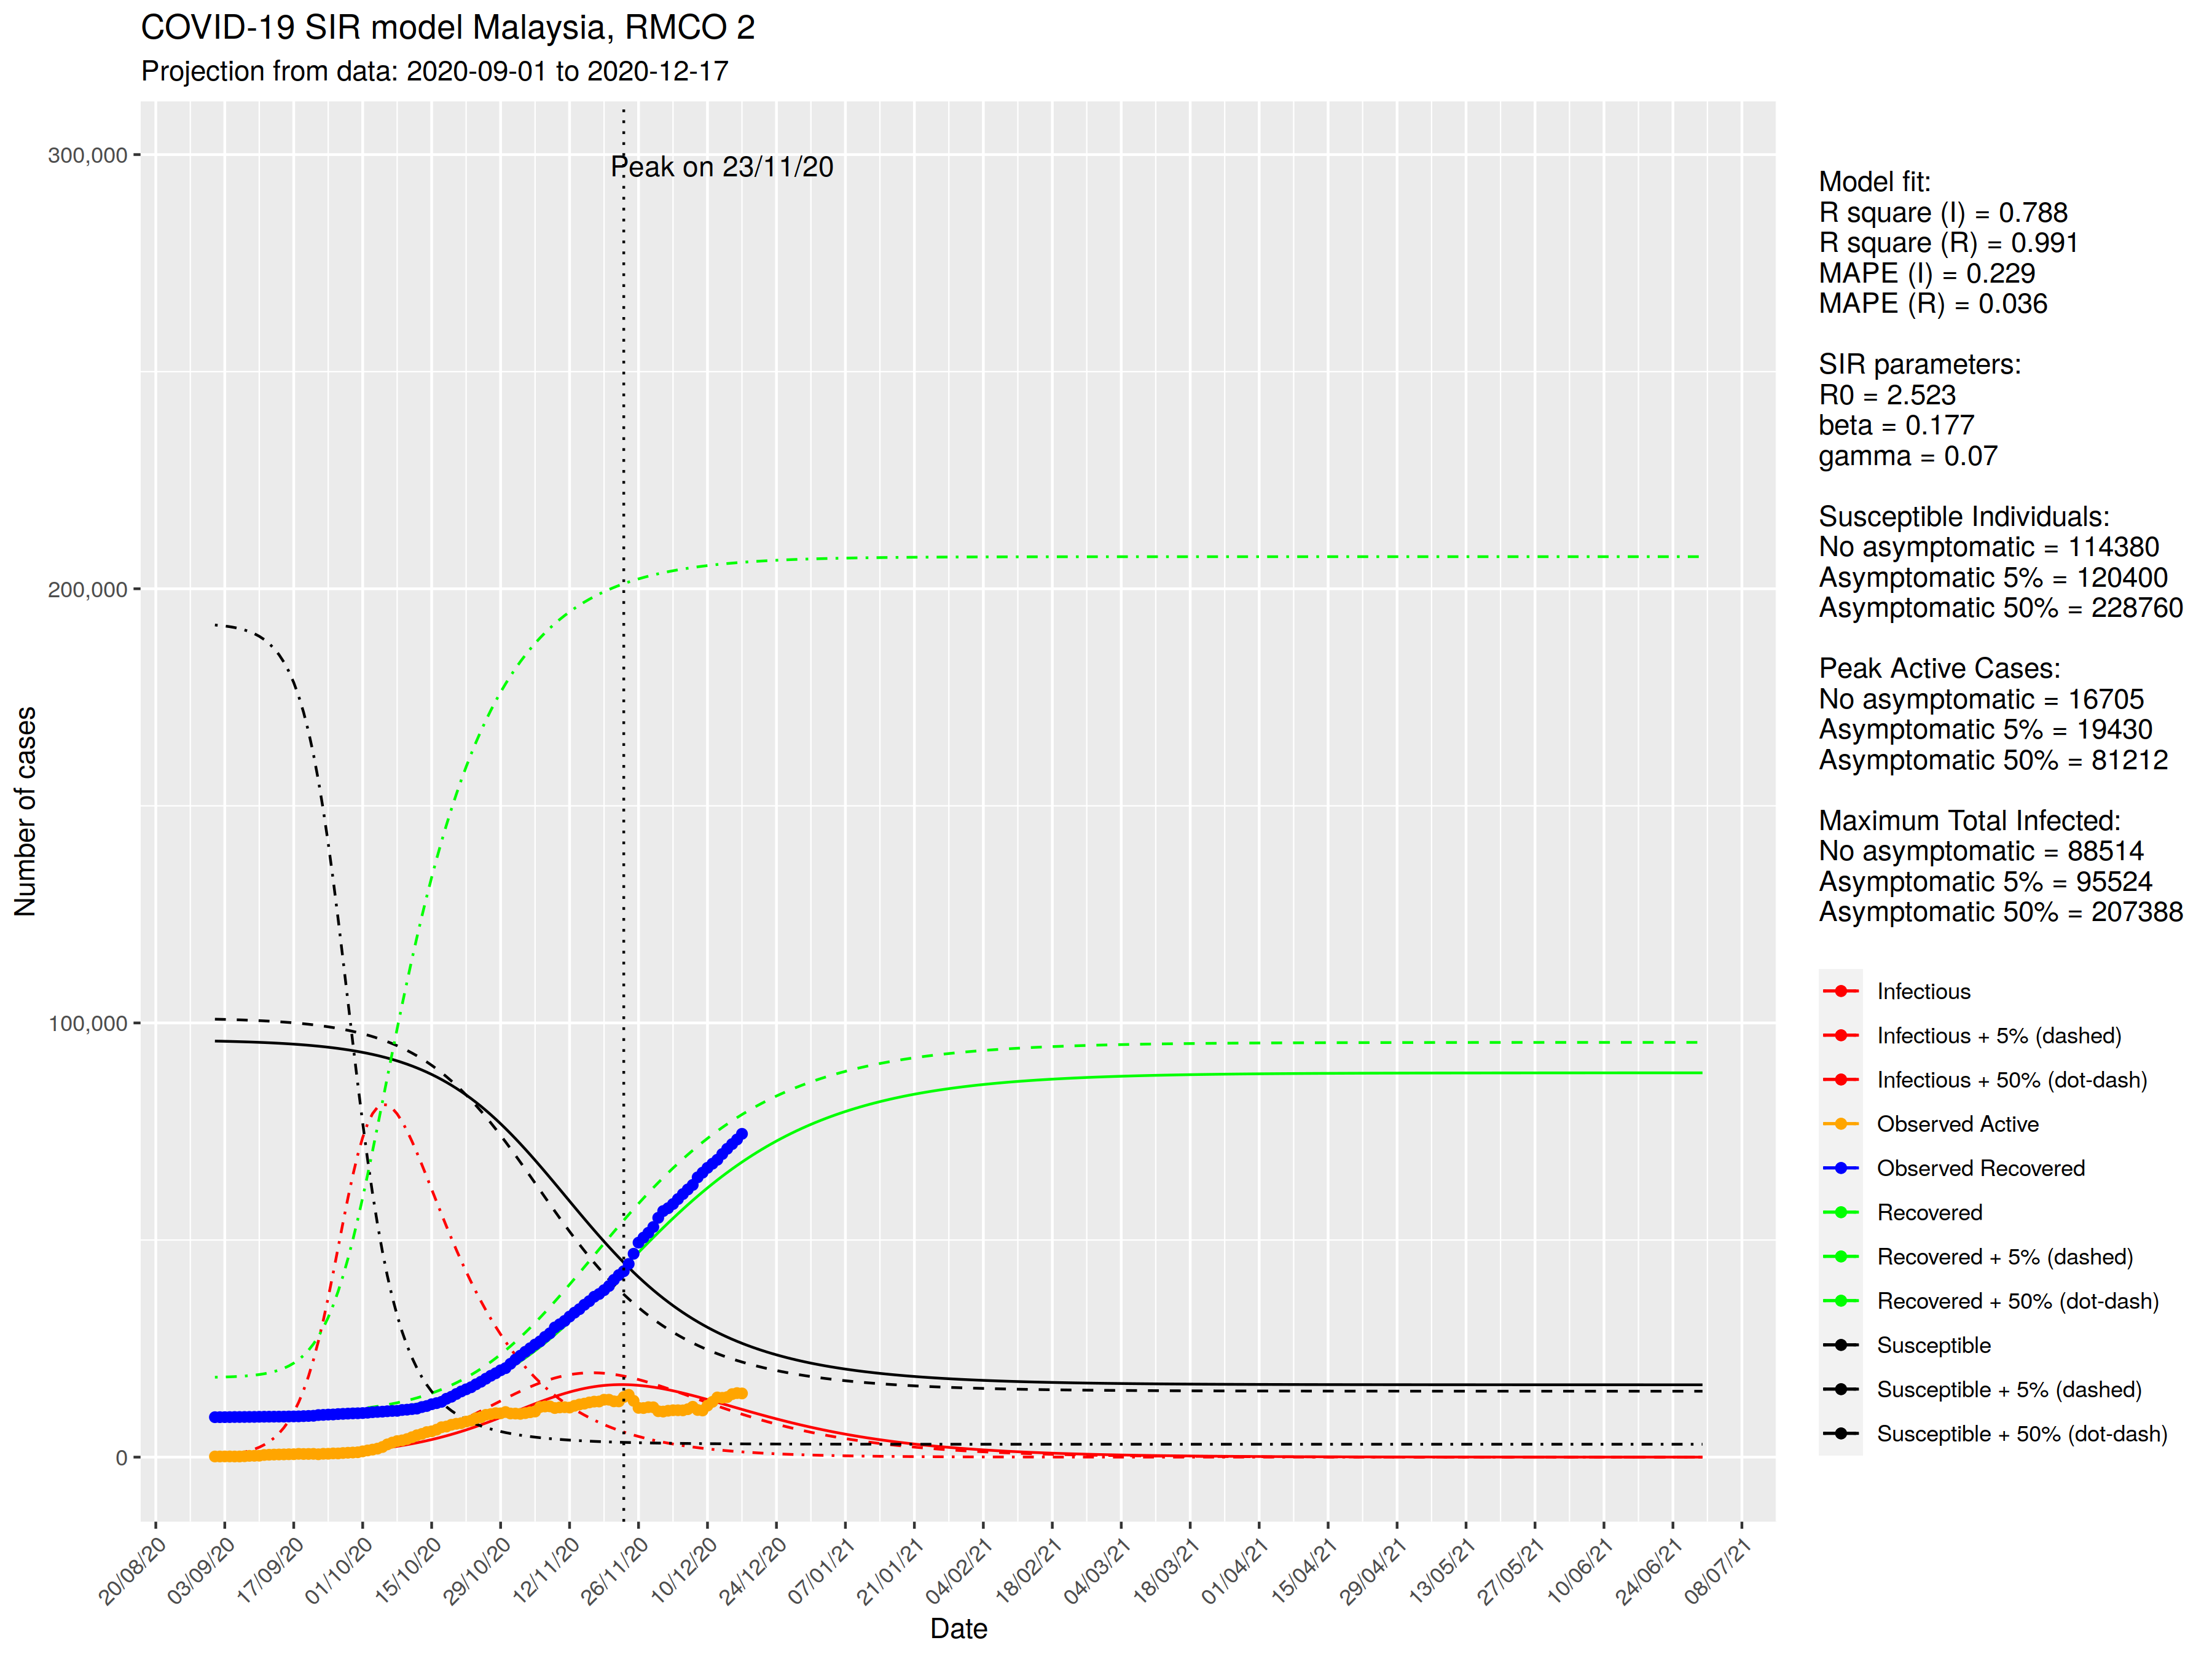 COVID-19 SIR model Malaysia, RMCO 2
Projection from data: 2020-09-01 to 2020-12-17
300,000
200,000
100,000
0
Number of cases
Peak on 23/11/20
20/08/20
03/09/20
17/09/20
01/10/20
15/10/20
29/10/20
12/11/20
26/11/20
10/12/20
24/12/20
07/01/21
21/01/21
04/02/21
18/02/21
04/03/21
18/03/21
01/04/21
15/04/21
29/04/21
13/05/21
27/05/21
10/06/21
24/06/21
08/07/21
Date
Model fit:
R square (I) = 0.788
R square (R) = 0.991
MAPE (I) = 0.229
MAPE (R) = 0.036
SIR parameters:
R0 = 2.523
beta = 0.177
gamma = 0.07
Susceptible Individuals:
No asymptomatic = 114380
Asymptomatic 5% = 120400
Asymptomatic 50% = 228760
Peak Active Cases:
No asymptomatic = 16705
Asymptomatic 5% = 19430
Asymptomatic 50% = 81212
Maximum Total Infected:
No asymptomatic = 88514
Asymptomatic 5% = 95524
Asymptomatic 50% = 207388
Infectious
Infectious + 5% (dashed)
Infectious + 50% (dot-dash)
Observed Active
Observed Recovered
Recovered
Recovered + 5% (dashed)
Recovered + 50% (dot-dash)
Susceptible
Susceptible + 5% (dashed)
Susceptible + 50% (dot-dash)